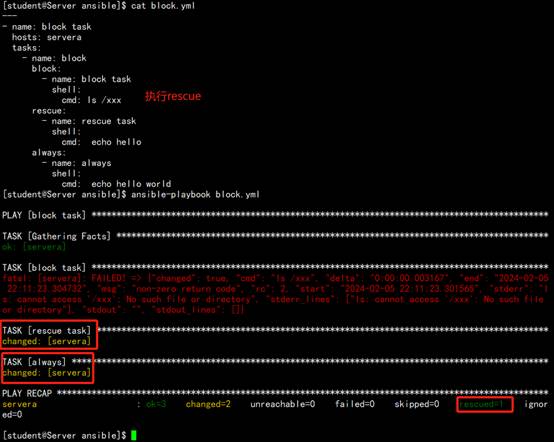 [student@Server ansible]$ cat block.yml
---
- name: block task
  hosts: servera
  tasks:
    - name: block
      block:
        - name: block task
          shell:
            cmd: ls /xxx
执行rescue
      rescue:
        - name: rescue task
          shell:
            cmd:  echo hello
      always:
        - name: always
          shell:
            cmd:  echo hello world
[student@Server ansible]$ ansible-playbook block.yml

PLAY [block task] ******************************************************************

TASK [Gathering Facts] *************************************************************
ok: [servera]

TASK [block task] ******************************************************************
fatal: [servera]: FAILED! => {"changed": true, "cmd": "ls /xxx", "delta": "0:00:00.003167", "end": "2024-02-05
 22:11:23.304732", "msg": "non-zero return code", "rc": 2, "start": "2024-02-05 22:11:23.301565", "stderr": "l
s: cannot access '/xxx': No such file or directory", "stderr_lines": ["ls: cannot access '/xxx': No such file 
or directory"], "stdout": "", "stdout_lines": []}

TASK [rescue task] *****************************************************************
changed: [servera]

TASK [always] **********************************************************************
changed: [servera]

PLAY RECAP *************************************************************************
servera                    : ok=3    changed=2    unreachable=0    failed=0    skipped=0    rescued=1    ignor
ed=0

[student@Server ansible]$